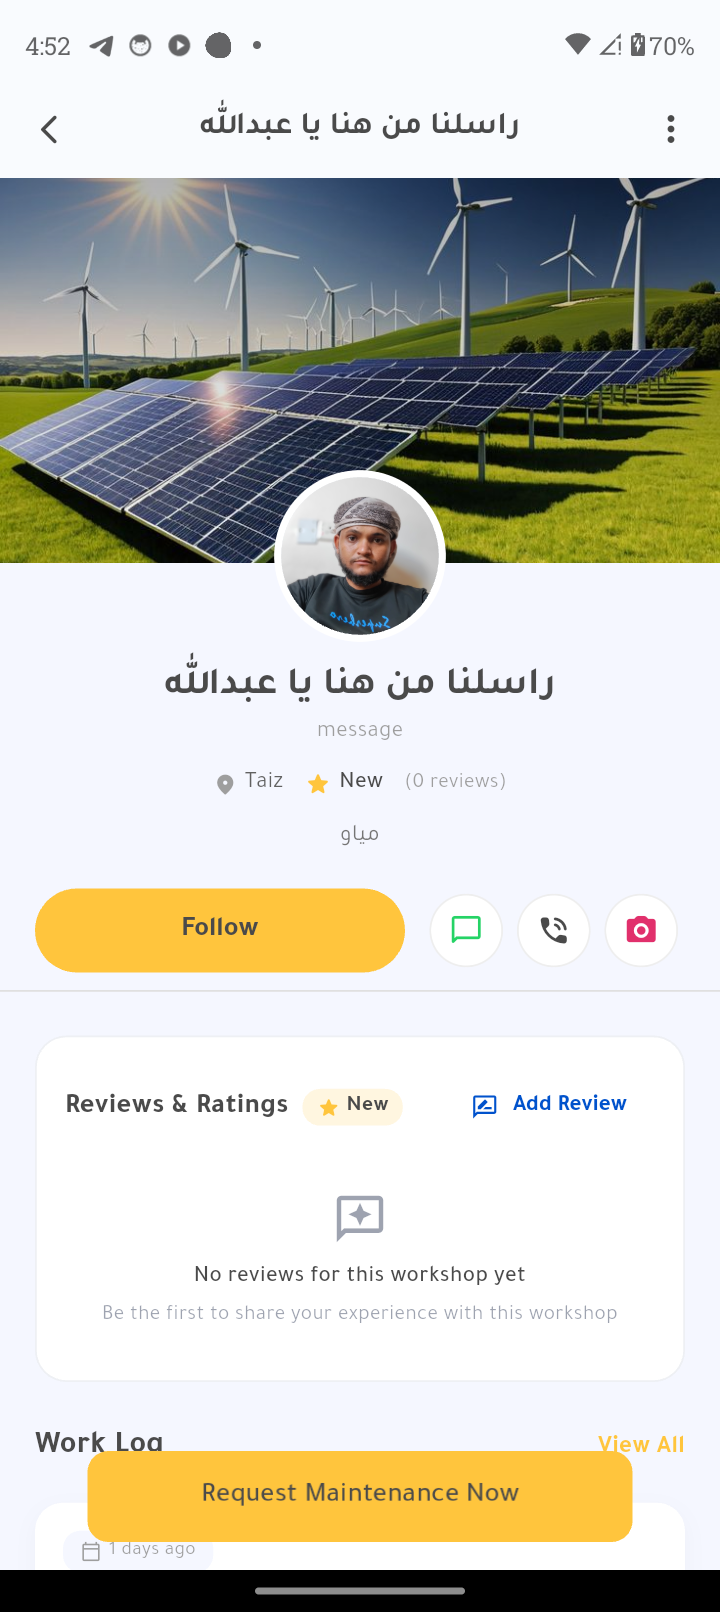 4:52
70%
راسلنا من هنا يا عبدالله
Superhero
راسلنا من هنا يا عبدالله
message
Taiz New (0 reviews)
مياو
Follow
Reviews & Ratings New Add Review
No reviews for this workshop yet
Be the first to share your experience with this workshop
Work Log View All
Request Maintenance Now
1 days ago